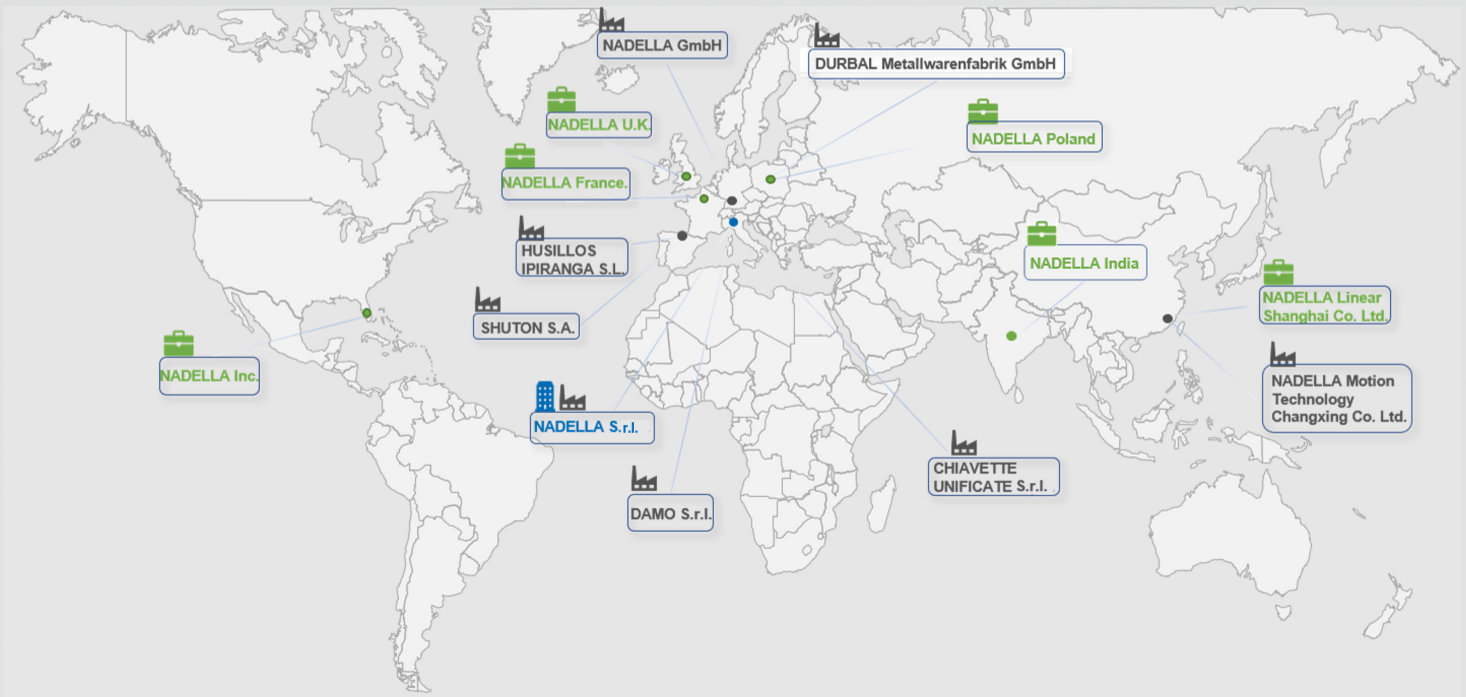 NADELLA GmbH
DURBAL Metallwarenfabrik GmbH
NADELLA U.K.
NADELLA Poland
NADELLA France.
HUSILLOS
IPIRANGA S.L.
NADELLA India
NADELLA Linear
Shanghai Co. Ltd.
SHUTON S.A.
NADELLA Inc.
NADELLA Motion
Technology
Changxing Co. Ltd.
NADELLA S.r.l.
CHIAVETTE
UNIFICATE S.r.l.
DAMO S.r.l.